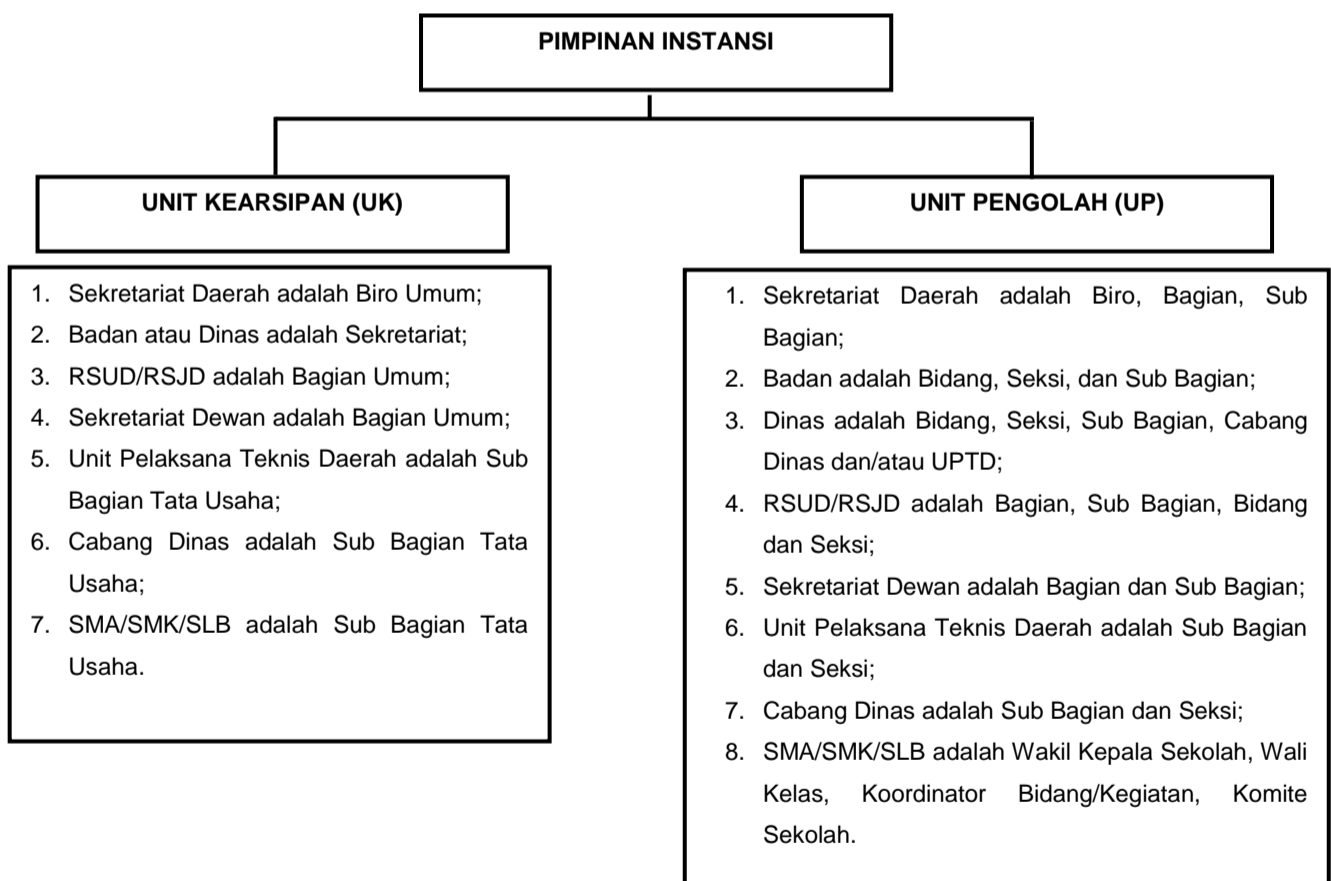 PIMPINAN INSTANSI
UNIT KEARSIPAN (UK)
1. Sekretariat Daerah adalah Biro Umum;
2. Badan atau Dinas adalah Sekretariat;
3. RSUD/RSJD adalah Bagian Umum;
4. Sekretariat Dewan adalah Bagian Umum;
5. Unit Pelaksana Teknis Daerah adalah Sub
Bagian Tata Usaha;
6. Cabang Dinas adalah Sub Bagian Tata
Usaha;
7. SMA/SMK/SLB adalah Sub Bagian Tata
Usaha.
UNIT PENGOLAH (UP)
1. Sekretariat Daerah adalah Biro, Bagian, Sub
Bagian;
2. Badan adalah Bidang, Seksi, dan Sub Bagian;
3. Dinas adalah Bidang, Seksi, Sub Bagian, Cabang
Dinas dan/atau UPTD;
4. RSUD/RSJD adalah Bagian, Sub Bagian, Bidang
dan Seksi;
5. Sekretariat Dewan adalah Bagian dan Sub Bagian;
6. Unit Pelaksana Teknis Daerah adalah Sub Bagian
dan Seksi;
7. Cabang Dinas adalah Sub Bagian dan Seksi;
8. SMA/SMK/SLB adalah Wakil Kepala Sekolah, Wali
Kelas, Koordinator Bidang/Kegiatan, Komite
Sekolah.